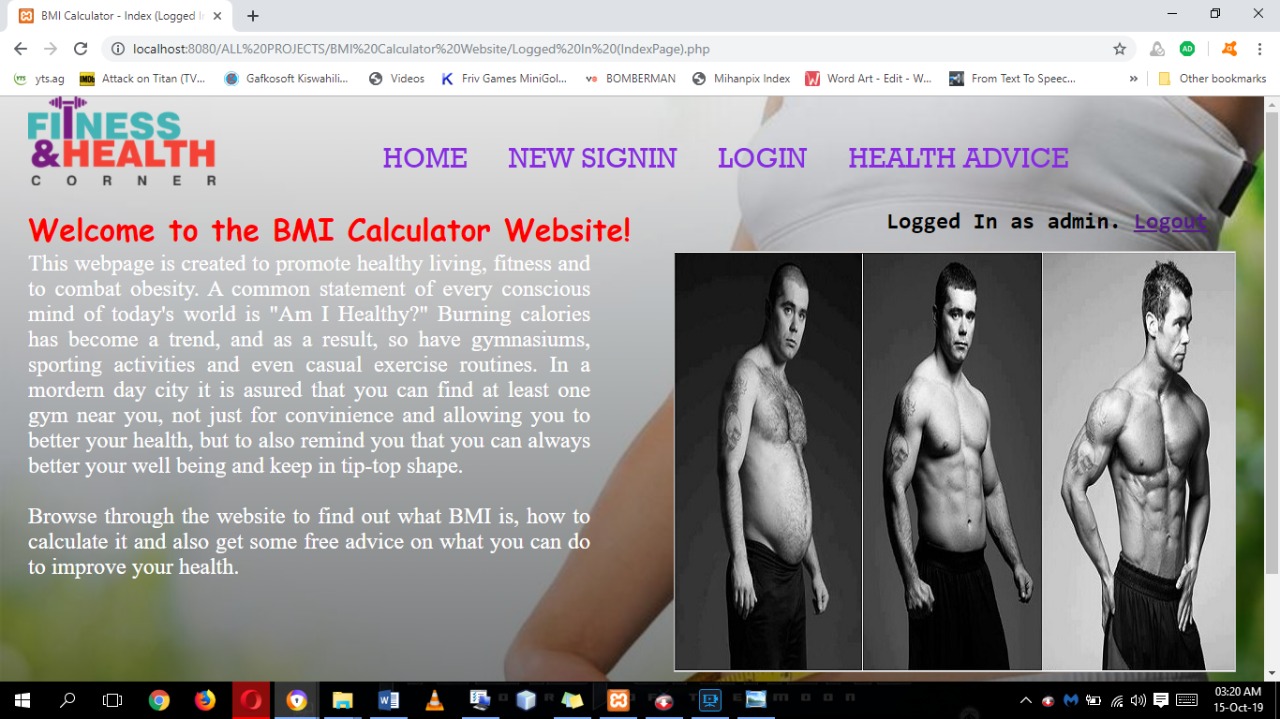 BMI Calculator - Index (Logged I
localhost:8080/ALL%20PROJECTS/BMI%20Calculator%20Website/Logged%20In%20(IndexPage).php
yts.ag
Attack on Titan (TV...
Gafkosoft Kiswahili...
Videos
Friv Games MiniGol...
BOMBERMAN
Mihanpix Index
Word Art - Edit - W...
From Text To Speec...
»
Other bookmarks
FITNESS
&HEALTH
CORNER
HOME NEW SIGNIN LOGIN HEALTH ADVICE
Logged In as admin. Logout
Welcome to the BMI Calculator Website!
This webpage is created to promote healthy living, fitness and
to combat obesity. A common statement of every conscious
mind of today's world is "Am I Healthy?" Burning calories
has become a trend, and as a result, so have gymnasiums,
sporting activities and even casual exercise routines. In a
mordern day city it is asured that you can find at least one
gym near you, not just for convinience and allowing you to
better your health, but to also remind you that you can always
better your well being and keep in tip-top shape.
Browse through the website to find out what BMI is, how to
calculate it and also get some free advice on what you can do
to improve your health.
03:20 AM
15-Oct-19